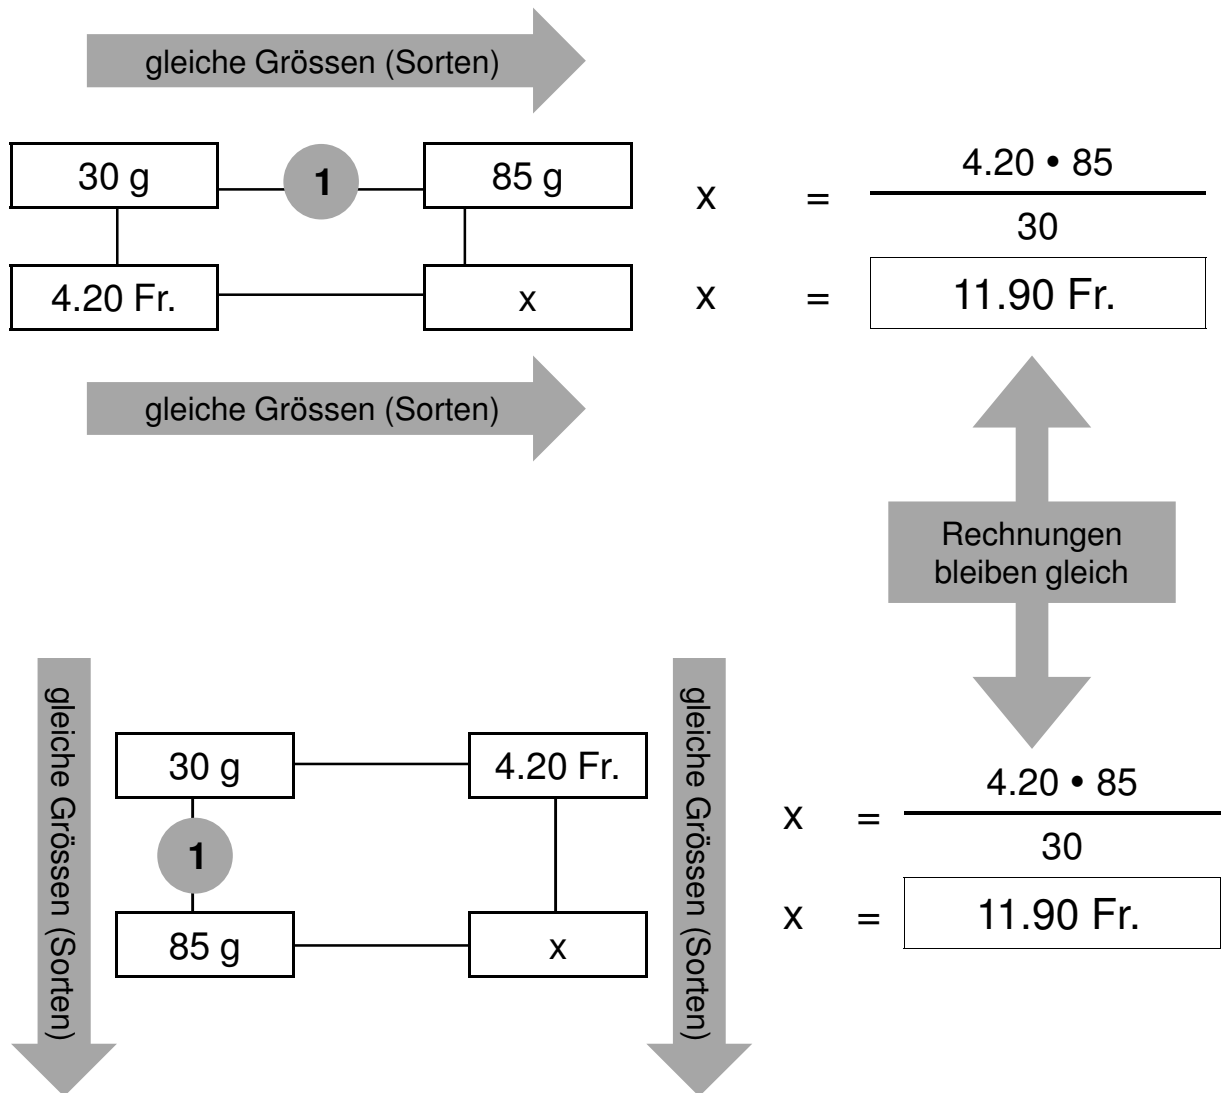 gleiche Grössen (Sorten)
30 g 1 85 g
4.20 Fr. x
x = 4.20 • 85
30
x = 11.90 Fr.
gleiche Grössen (Sorten)
Rechnungen
bleiben gleich
gleiche Grössen (Sorten)
30 g 4.20 Fr.
1
85 g x
gleiche Grössen (Sorten)
x = 4.20 • 85
30
x = 11.90 Fr.